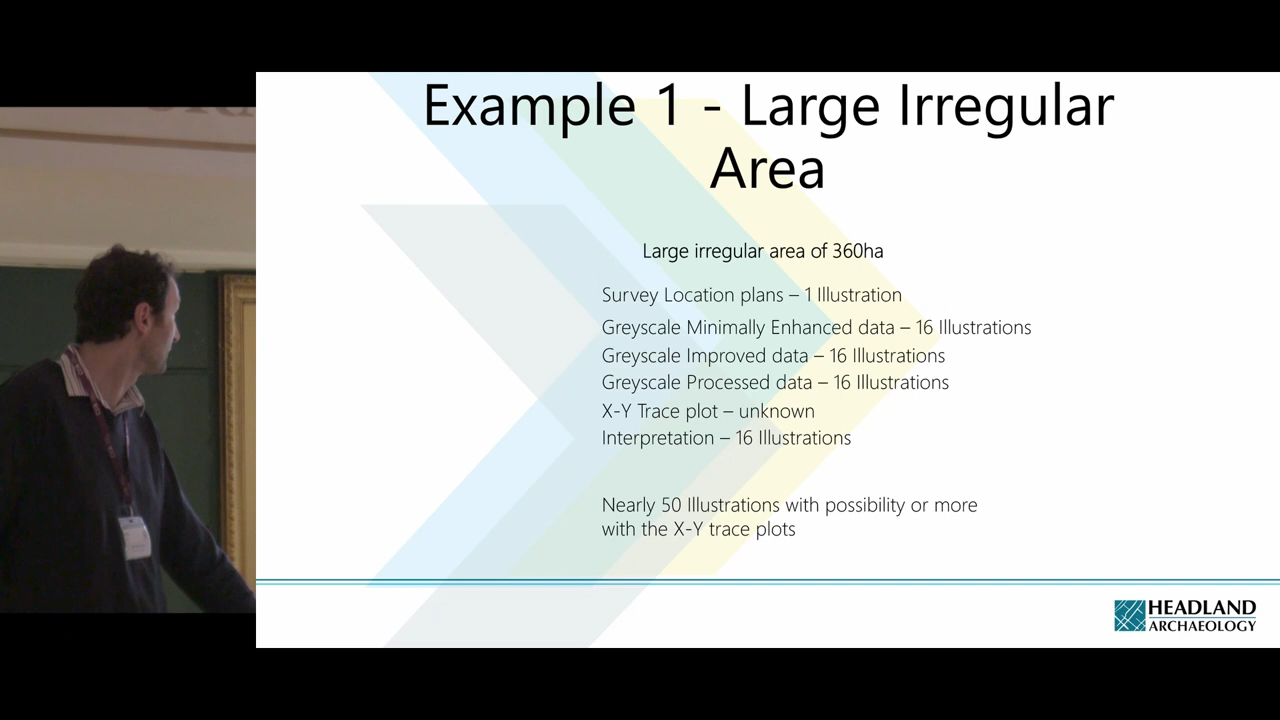 Example 1 - Large Irregular
Area
Large irregular area of 360ha
Survey Location plans – 1 Illustration
Greyscale Minimally Enhanced data – 16 Illustrations
Greyscale Improved data – 16 Illustrations
Greyscale Processed data – 16 Illustrations
X-Y Trace plot – unknown
Interpretation – 16 Illustrations
Nearly 50 Illustrations with possibility or more
with the X-Y trace plots
HEADLAND
ARCHAEOLOGY